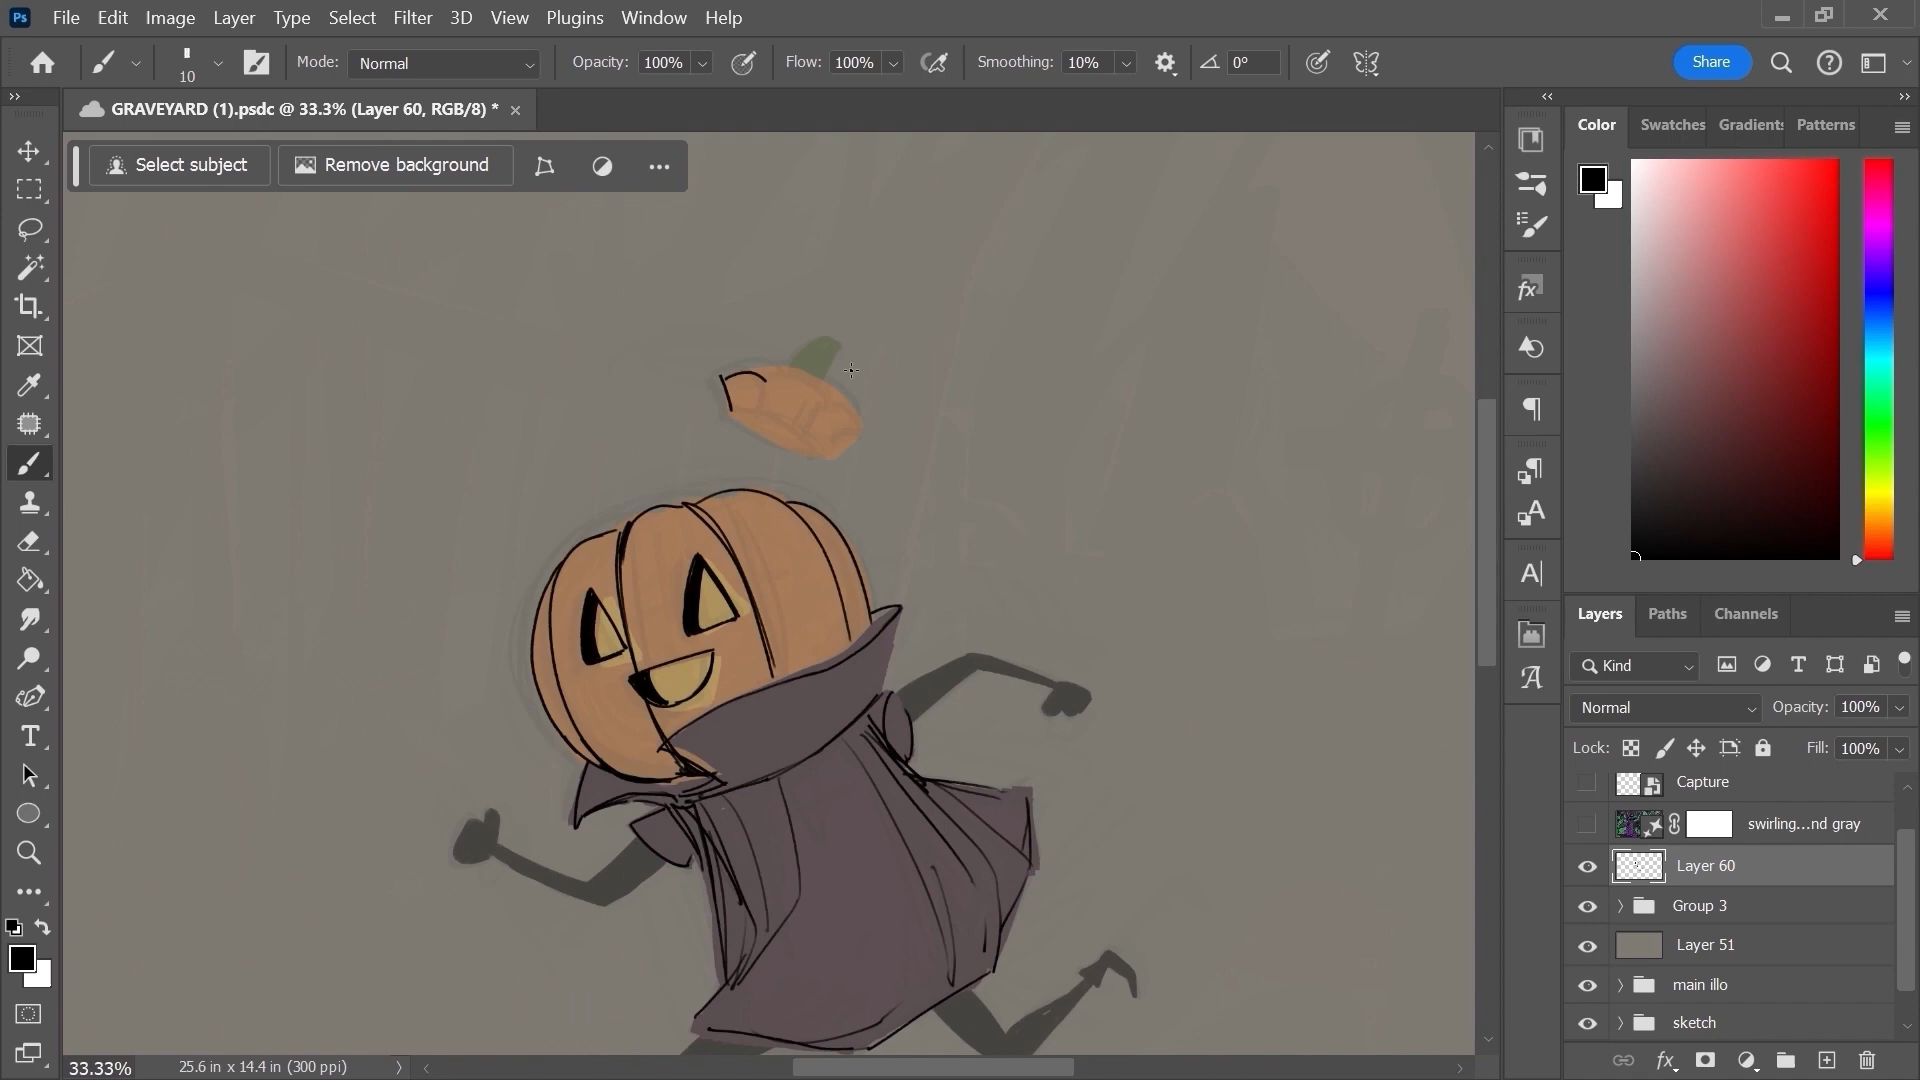 Ps File Edit Image Layer Type Select Filter 3D View Plugins Window Help
10 Mode: Normal Opacity: 100% Flow: 100% Smoothing: 10% 0° Share
GRAVEYARD (1).psdc @ 33.3% (Layer 60, RGB/8) *
Select subject Remove background
Color Swatches Gradients Patterns
Layers Paths Channels
Kind
Normal Opacity: 100%
Lock: Fill: 100%
Capture
swirling...nd gray
Layer 60
Group 3
Layer 51
main illo
sketch
33.33% 25.6 in x 14.4 in (300 ppi)